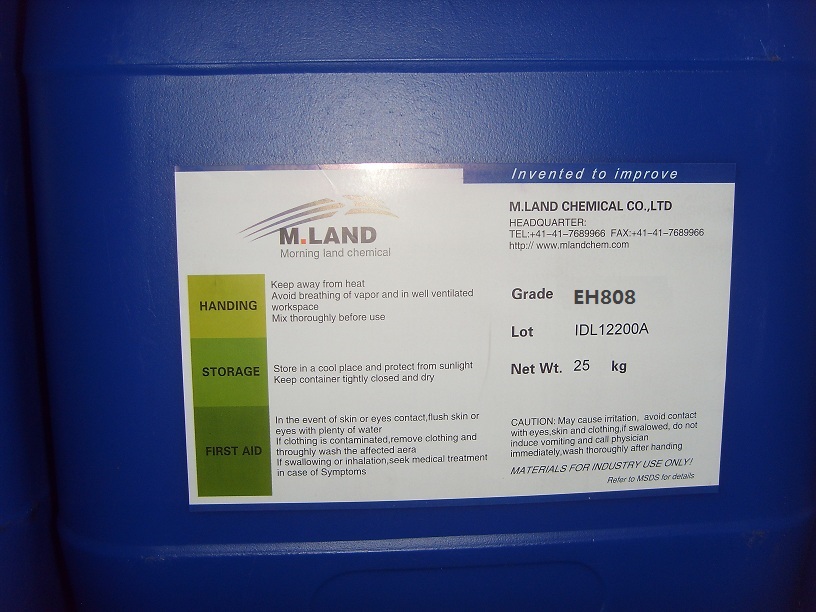 Invented to improve
M.LAND
Morning land chemical
M.LAND CHEMICAL CO.,LTD
HEADQUARTER:
TEL:+41-41-7689966 FAX:+41-41-7689966
http:// www.mlandchem.com
HANDING
Keep away from heat
Avoid breathing of vapor and in well ventilated
workspace
Mix thoroughly before use
STORAGE
Store in a cool place and protect from sunlight
Keep container tightly closed and dry
FIRST AID
In the event of skin or eyes contact,flush skin or
eyes with plenty of water
If clothing is contaminated,remove clothing and
throughly wash the affected aera
If swallowing or inhalation,seek medical treatment
in case of Symptoms
Grade EH808
Lot IDL12200A
Net Wt. 25 kg
CAUTION: May cause irritation, avoid contact
with eyes,skin and clothing,if swalowed, do not
induce vomiting and call physician
immediately,wash thoroughly after handing
MATERIALS FOR INDUSTRY USE ONLY!
Refer to MSDS for details